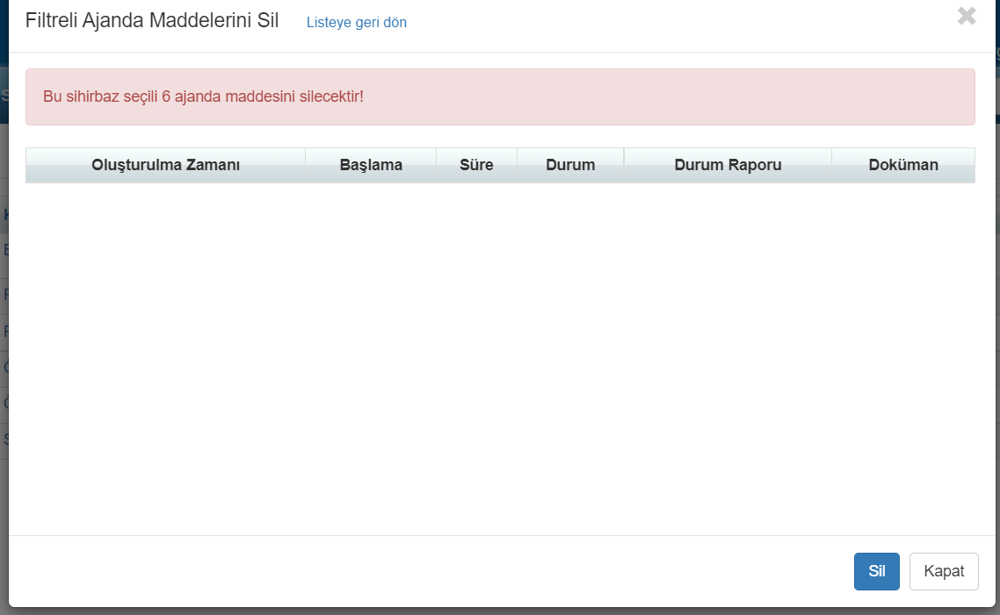 Filtreli Ajanda Maddelerini Sil Listeye geri dön
Bu sihirbaz seçili 6 ajanda maddesini silecektir!
Oluşturulma Zamanı Başlama Süre Durum Durum Raporu Doküman
Sil Kapat